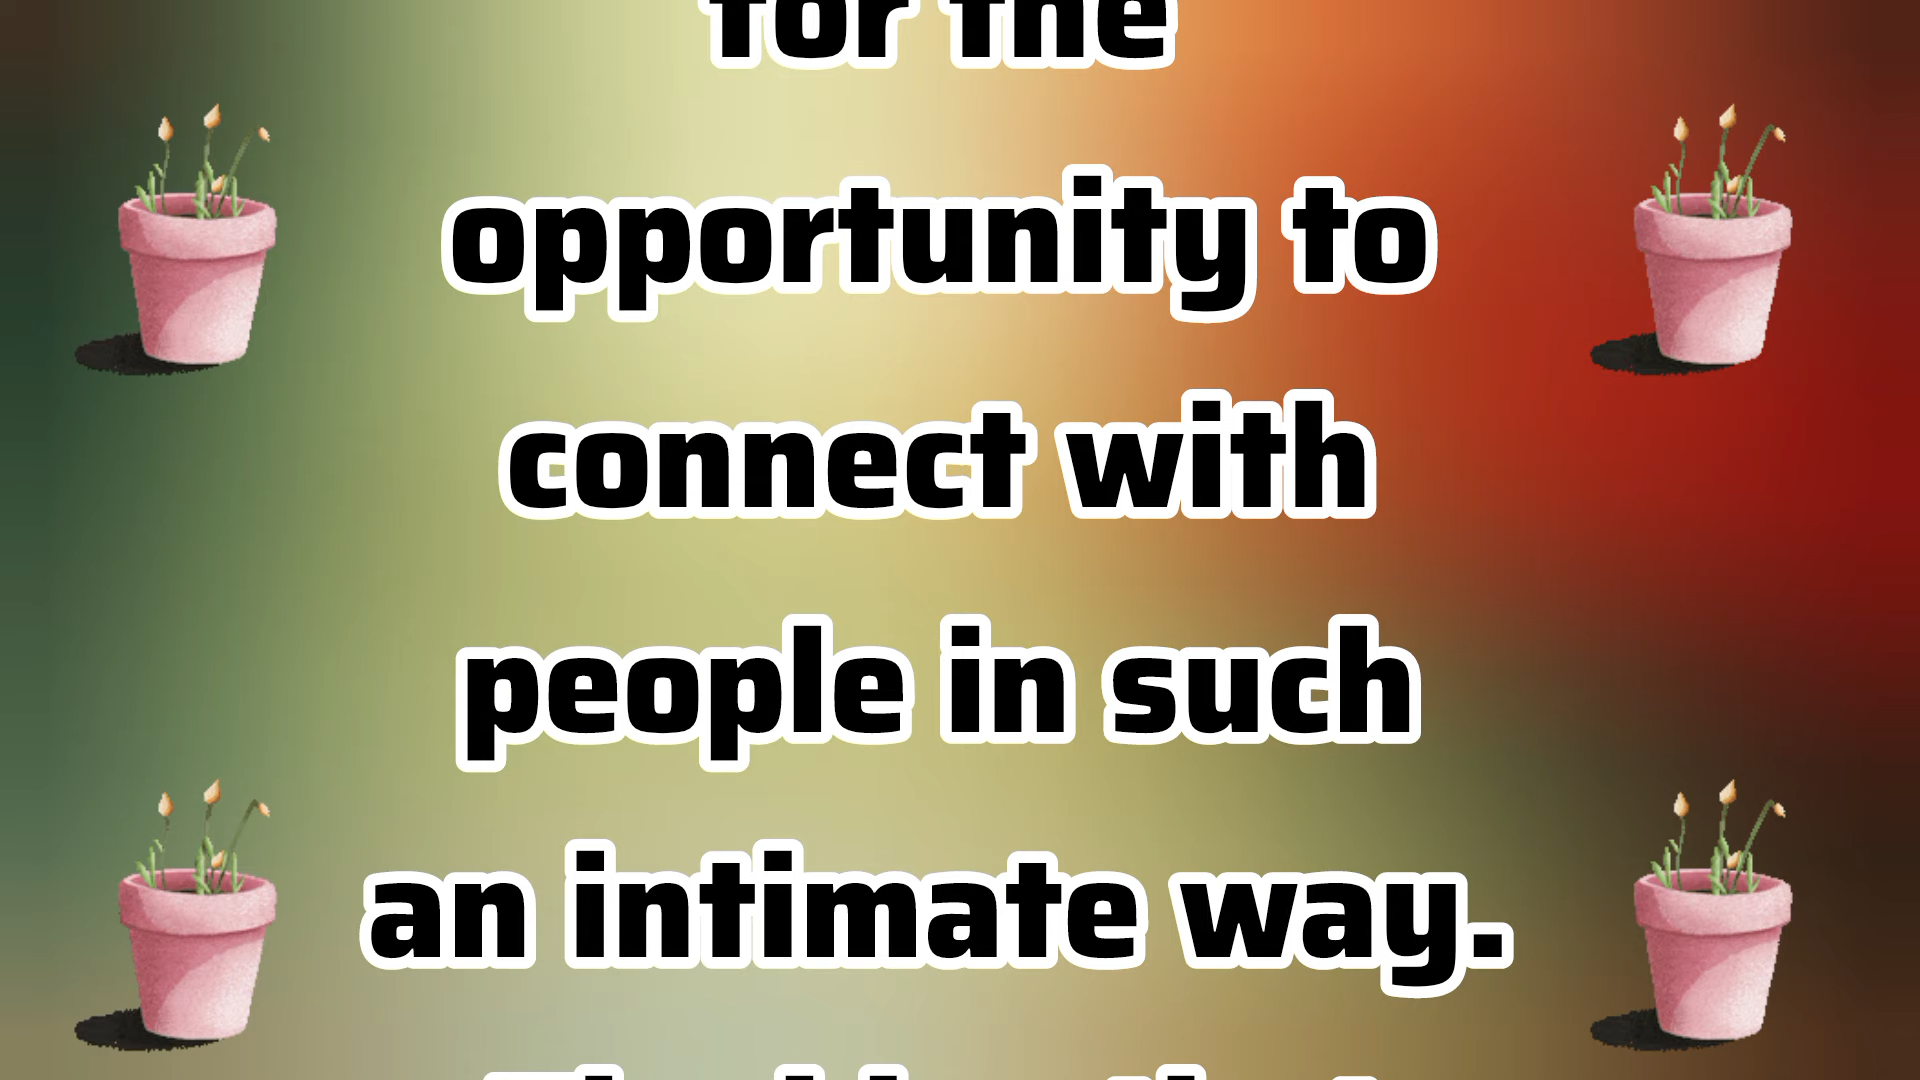 for the
opportunity to
connect with
people in such
an intimate way.